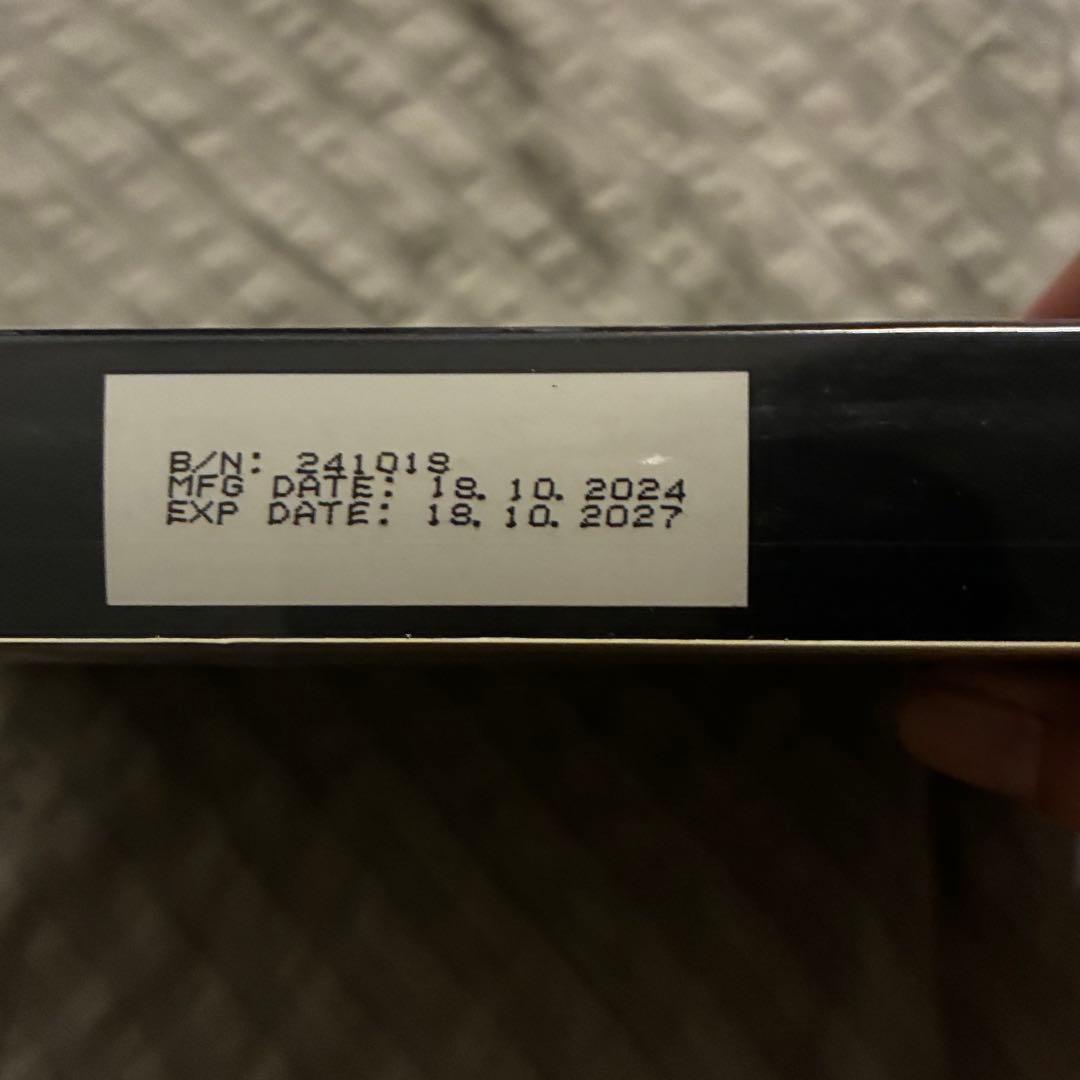 B/N: 241018
MFG DATE: 18. 10. 2024
EXP DATE: 18. 10. 2027